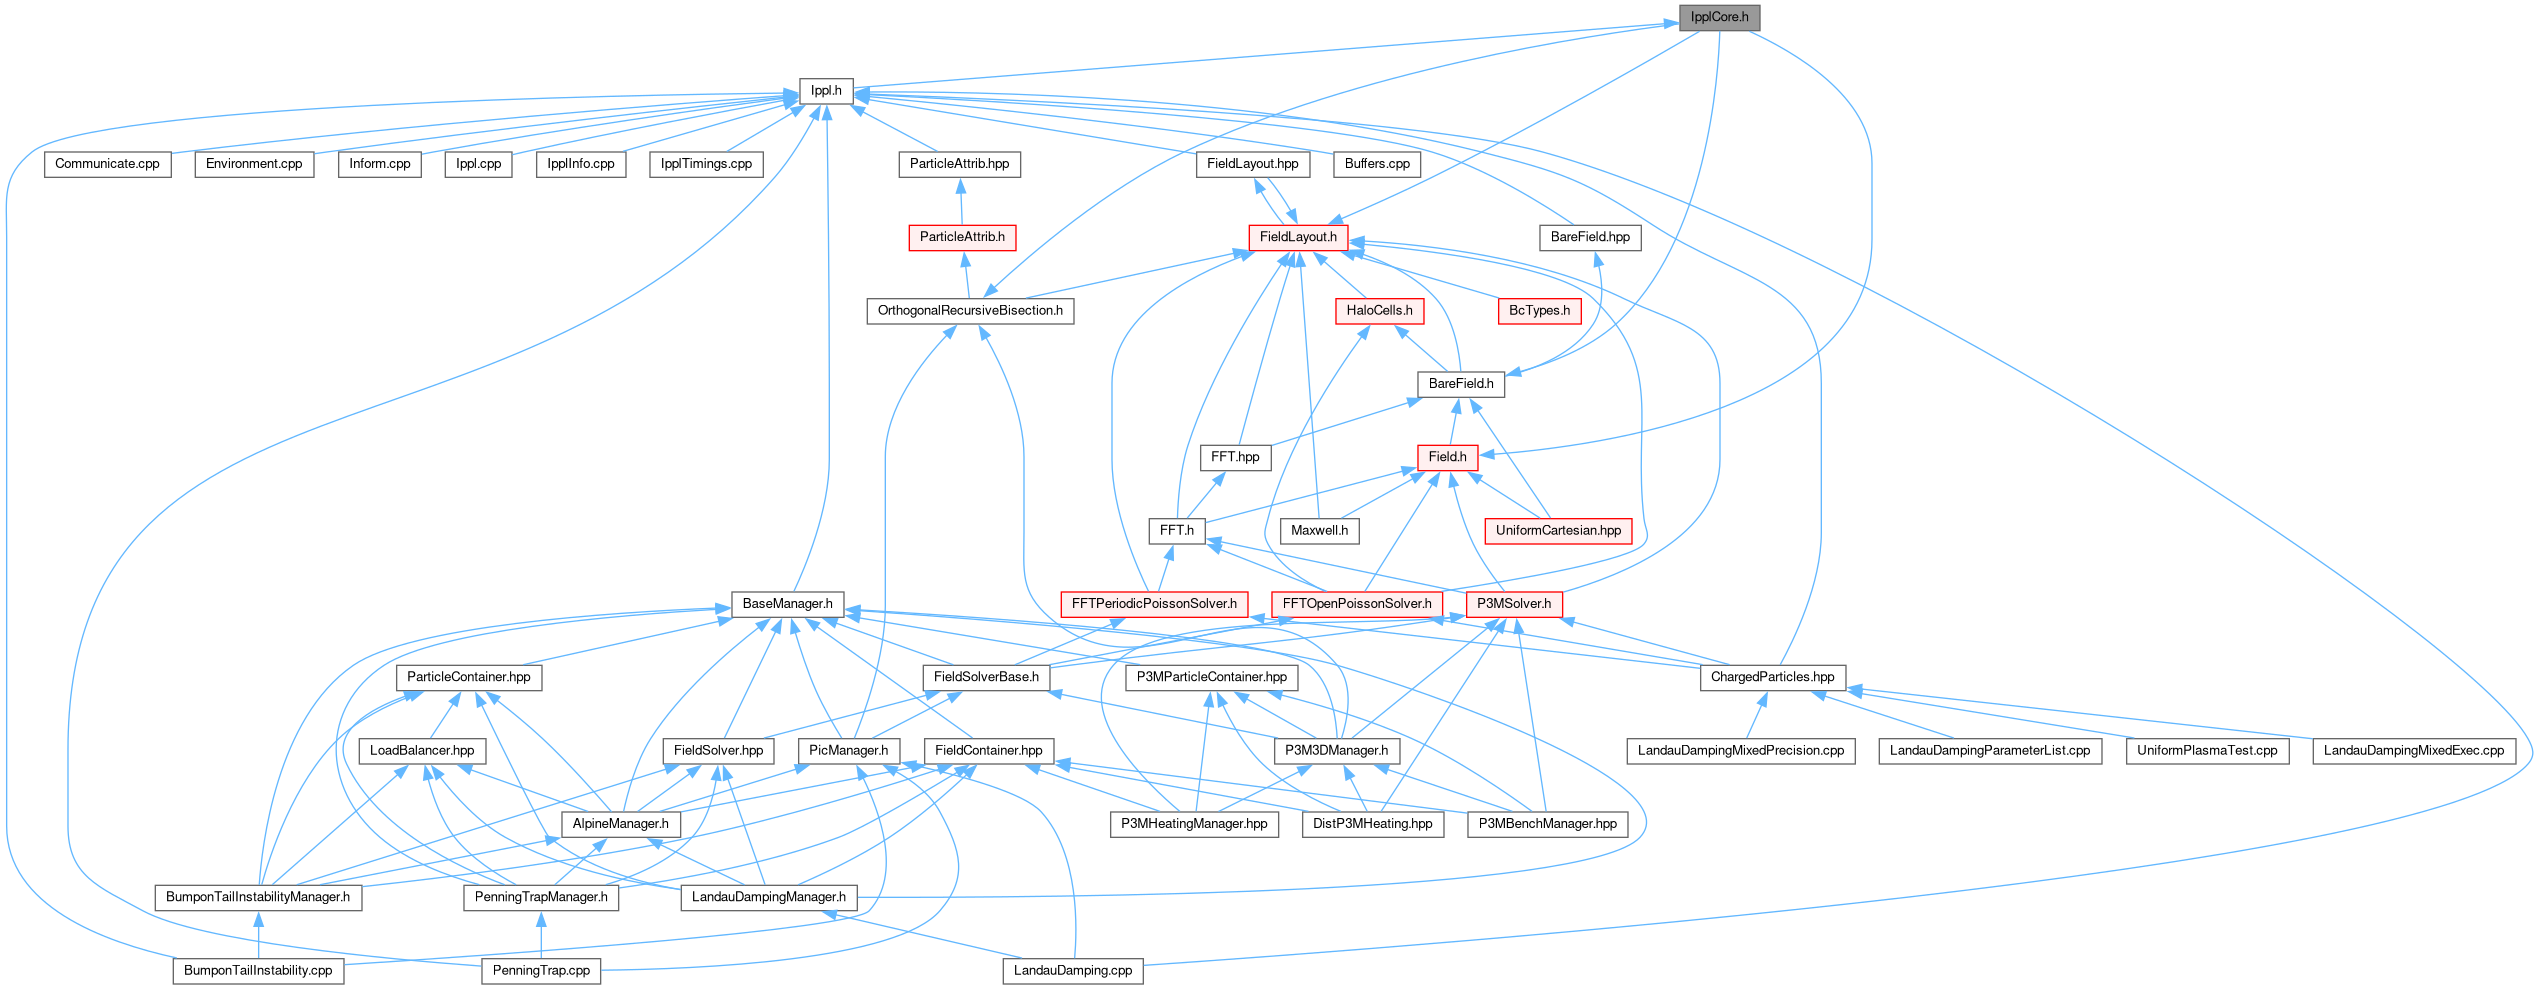 IpplCore.h
Ippl.h
Communicate.cpp
Environment.cpp
Inform.cpp
Ippl.cpp
IpplInfo.cpp
IpplTimings.cpp
ParticleAttrib.hpp
FieldLayout.hpp
Buffers.cpp
ParticleAttrib.h
FieldLayout.h
BareField.hpp
OrthogonalRecursiveBisection.h
HaloCells.h
BcTypes.h
BareField.h
FFT.hpp
Field.h
FFT.h
Maxwell.h
UniformCartesian.hpp
BaseManager.h
FFTPeriodicPoissonSolver.h
FFTOpenPoissonSolver.h
P3MSolver.h
ParticleContainer.hpp
FieldSolverBase.h
P3MParticleContainer.hpp
ChargedParticles.hpp
LoadBalancer.hpp
FieldSolver.hpp
PicManager.h
FieldContainer.hpp
P3M3DManager.h
LandauDampingMixedPrecision.cpp
LandauDampingParameterList.cpp
UniformPlasmaTest.cpp
LandauDampingMixedExec.cpp
AlpineManager.h
P3MHeatingManager.hpp
DistP3MHeating.hpp
P3MBenchManager.hpp
BumponTailInstabilityManager.h
PenningTrapManager.h
LandauDampingManager.h
BumponTailInstability.cpp
PenningTrap.cpp
LandauDamping.cpp